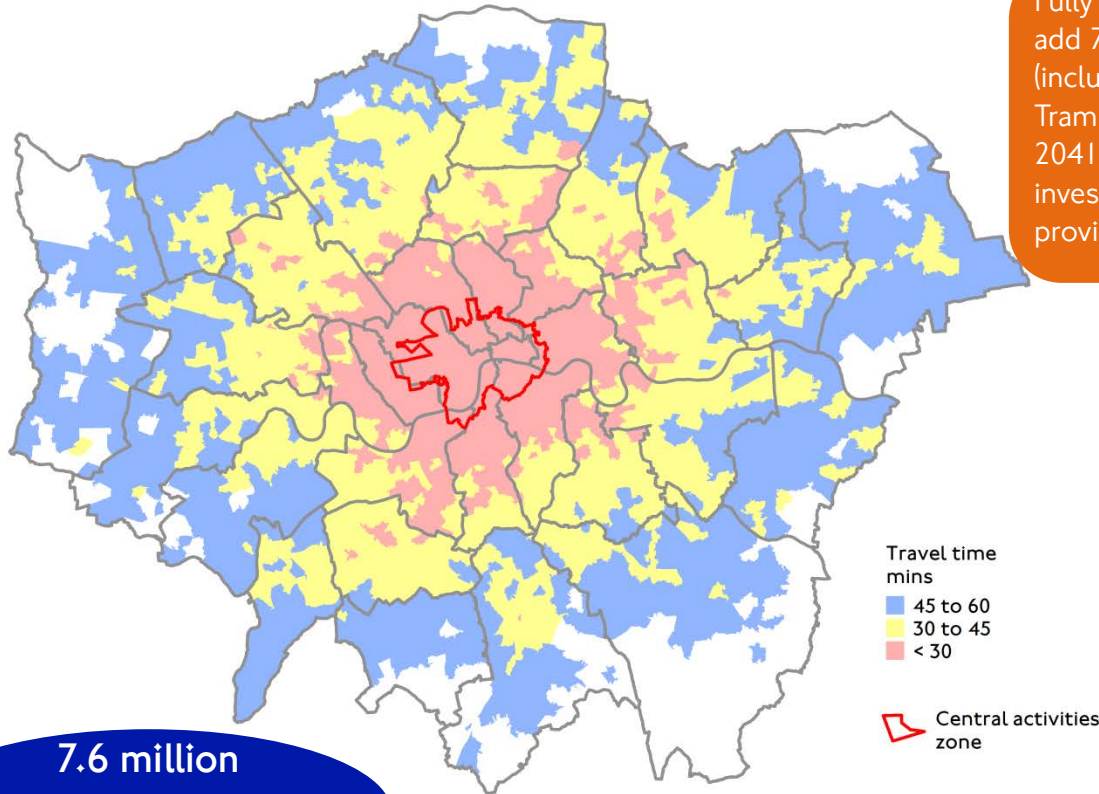 Fully
add 7
(inclu
Tram
2041
inves
provi
Travel time
mins
45 to 60
30 to 45
< 30
Central activities
zone
7.6 million